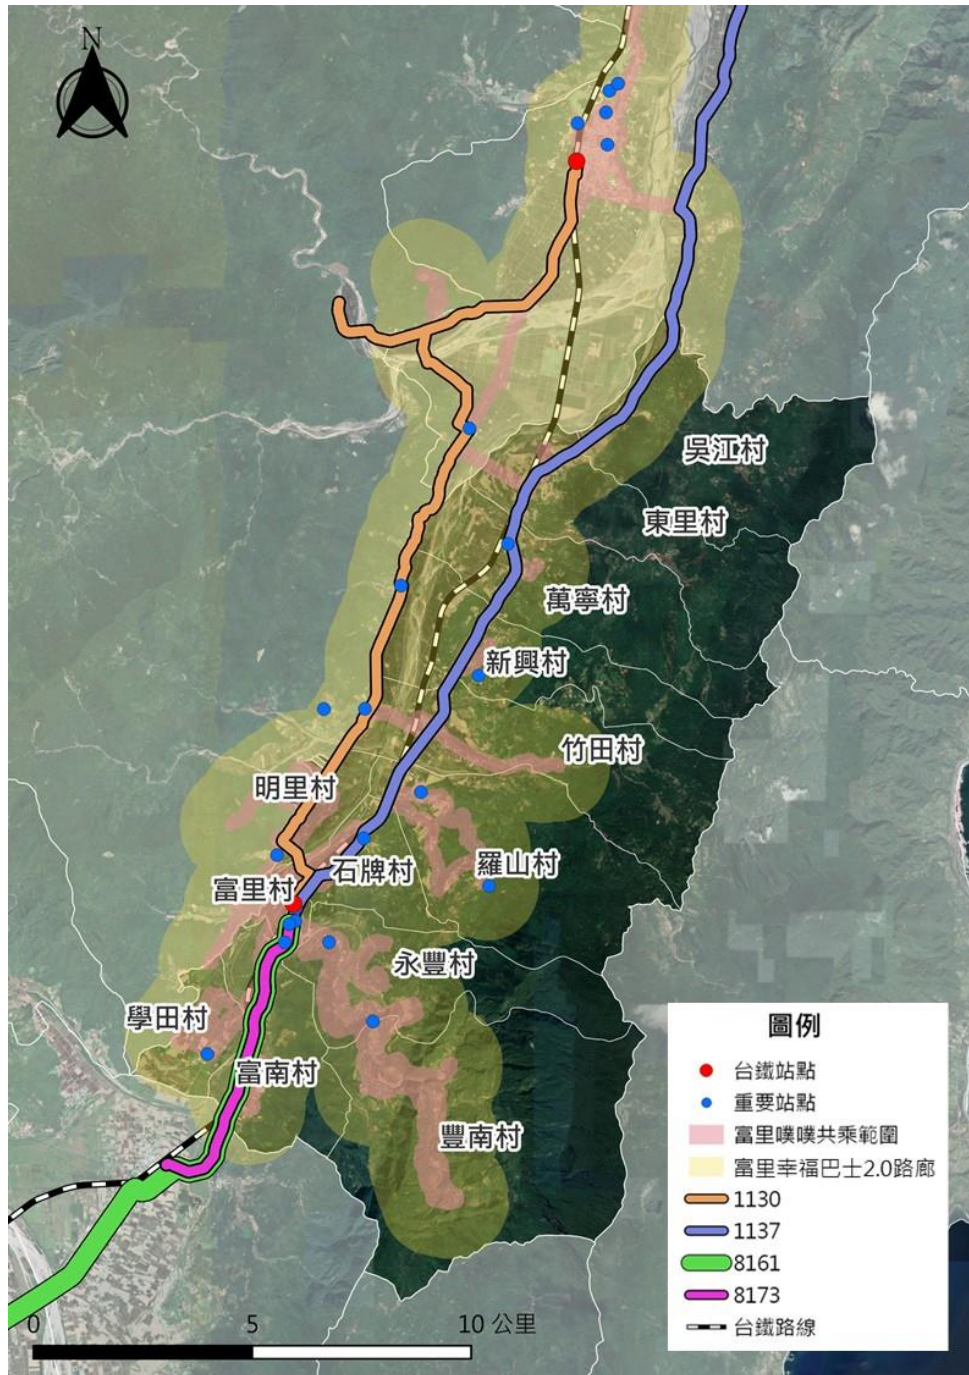 N
吳江村
東里村
萬寧村
新興村
竹田村
明里村
石牌村
羅山村
富里村
永豐村
學田村
富南村
豐南村
圖例
台鐵站點
重要站點
富里噗噗共乘範圍
富里幸福巴士2.0路廊
1130
1137
8161
8173
台鐵路線
0 5 10 公里